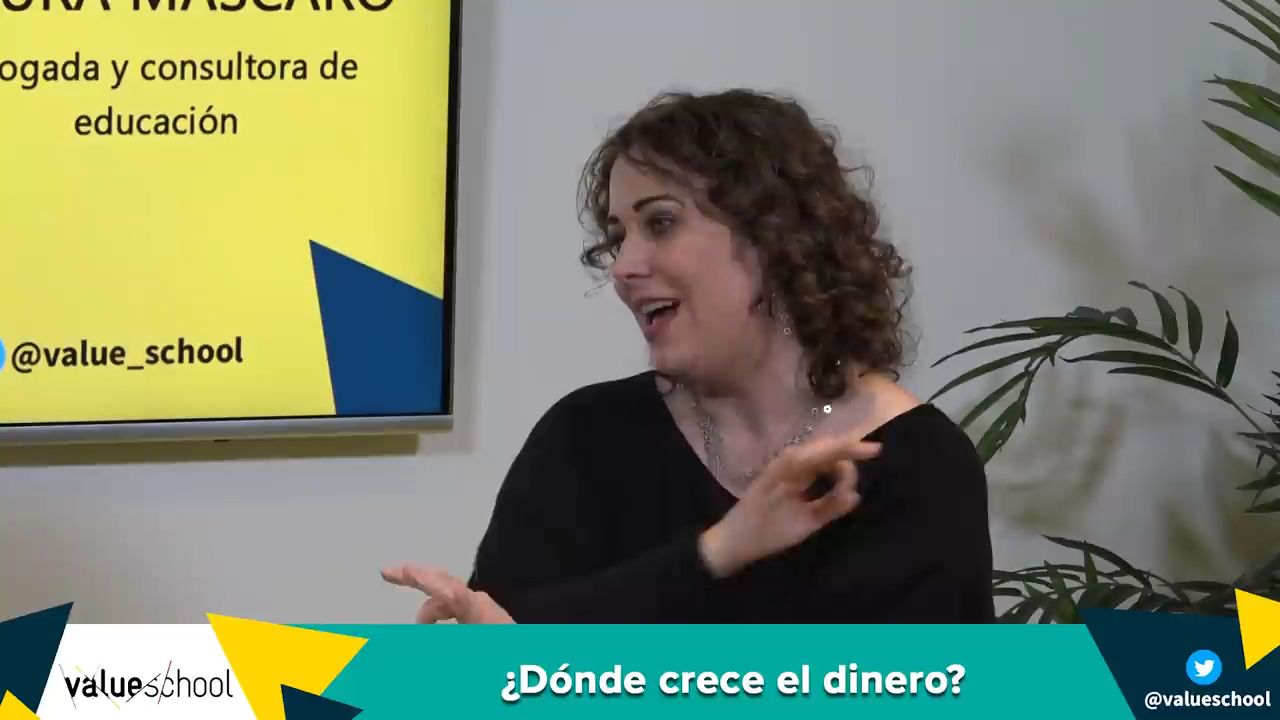 ogada y consultora de
educación
@value_school
valueschool
¿Dónde crece el dinero?
@valueschool